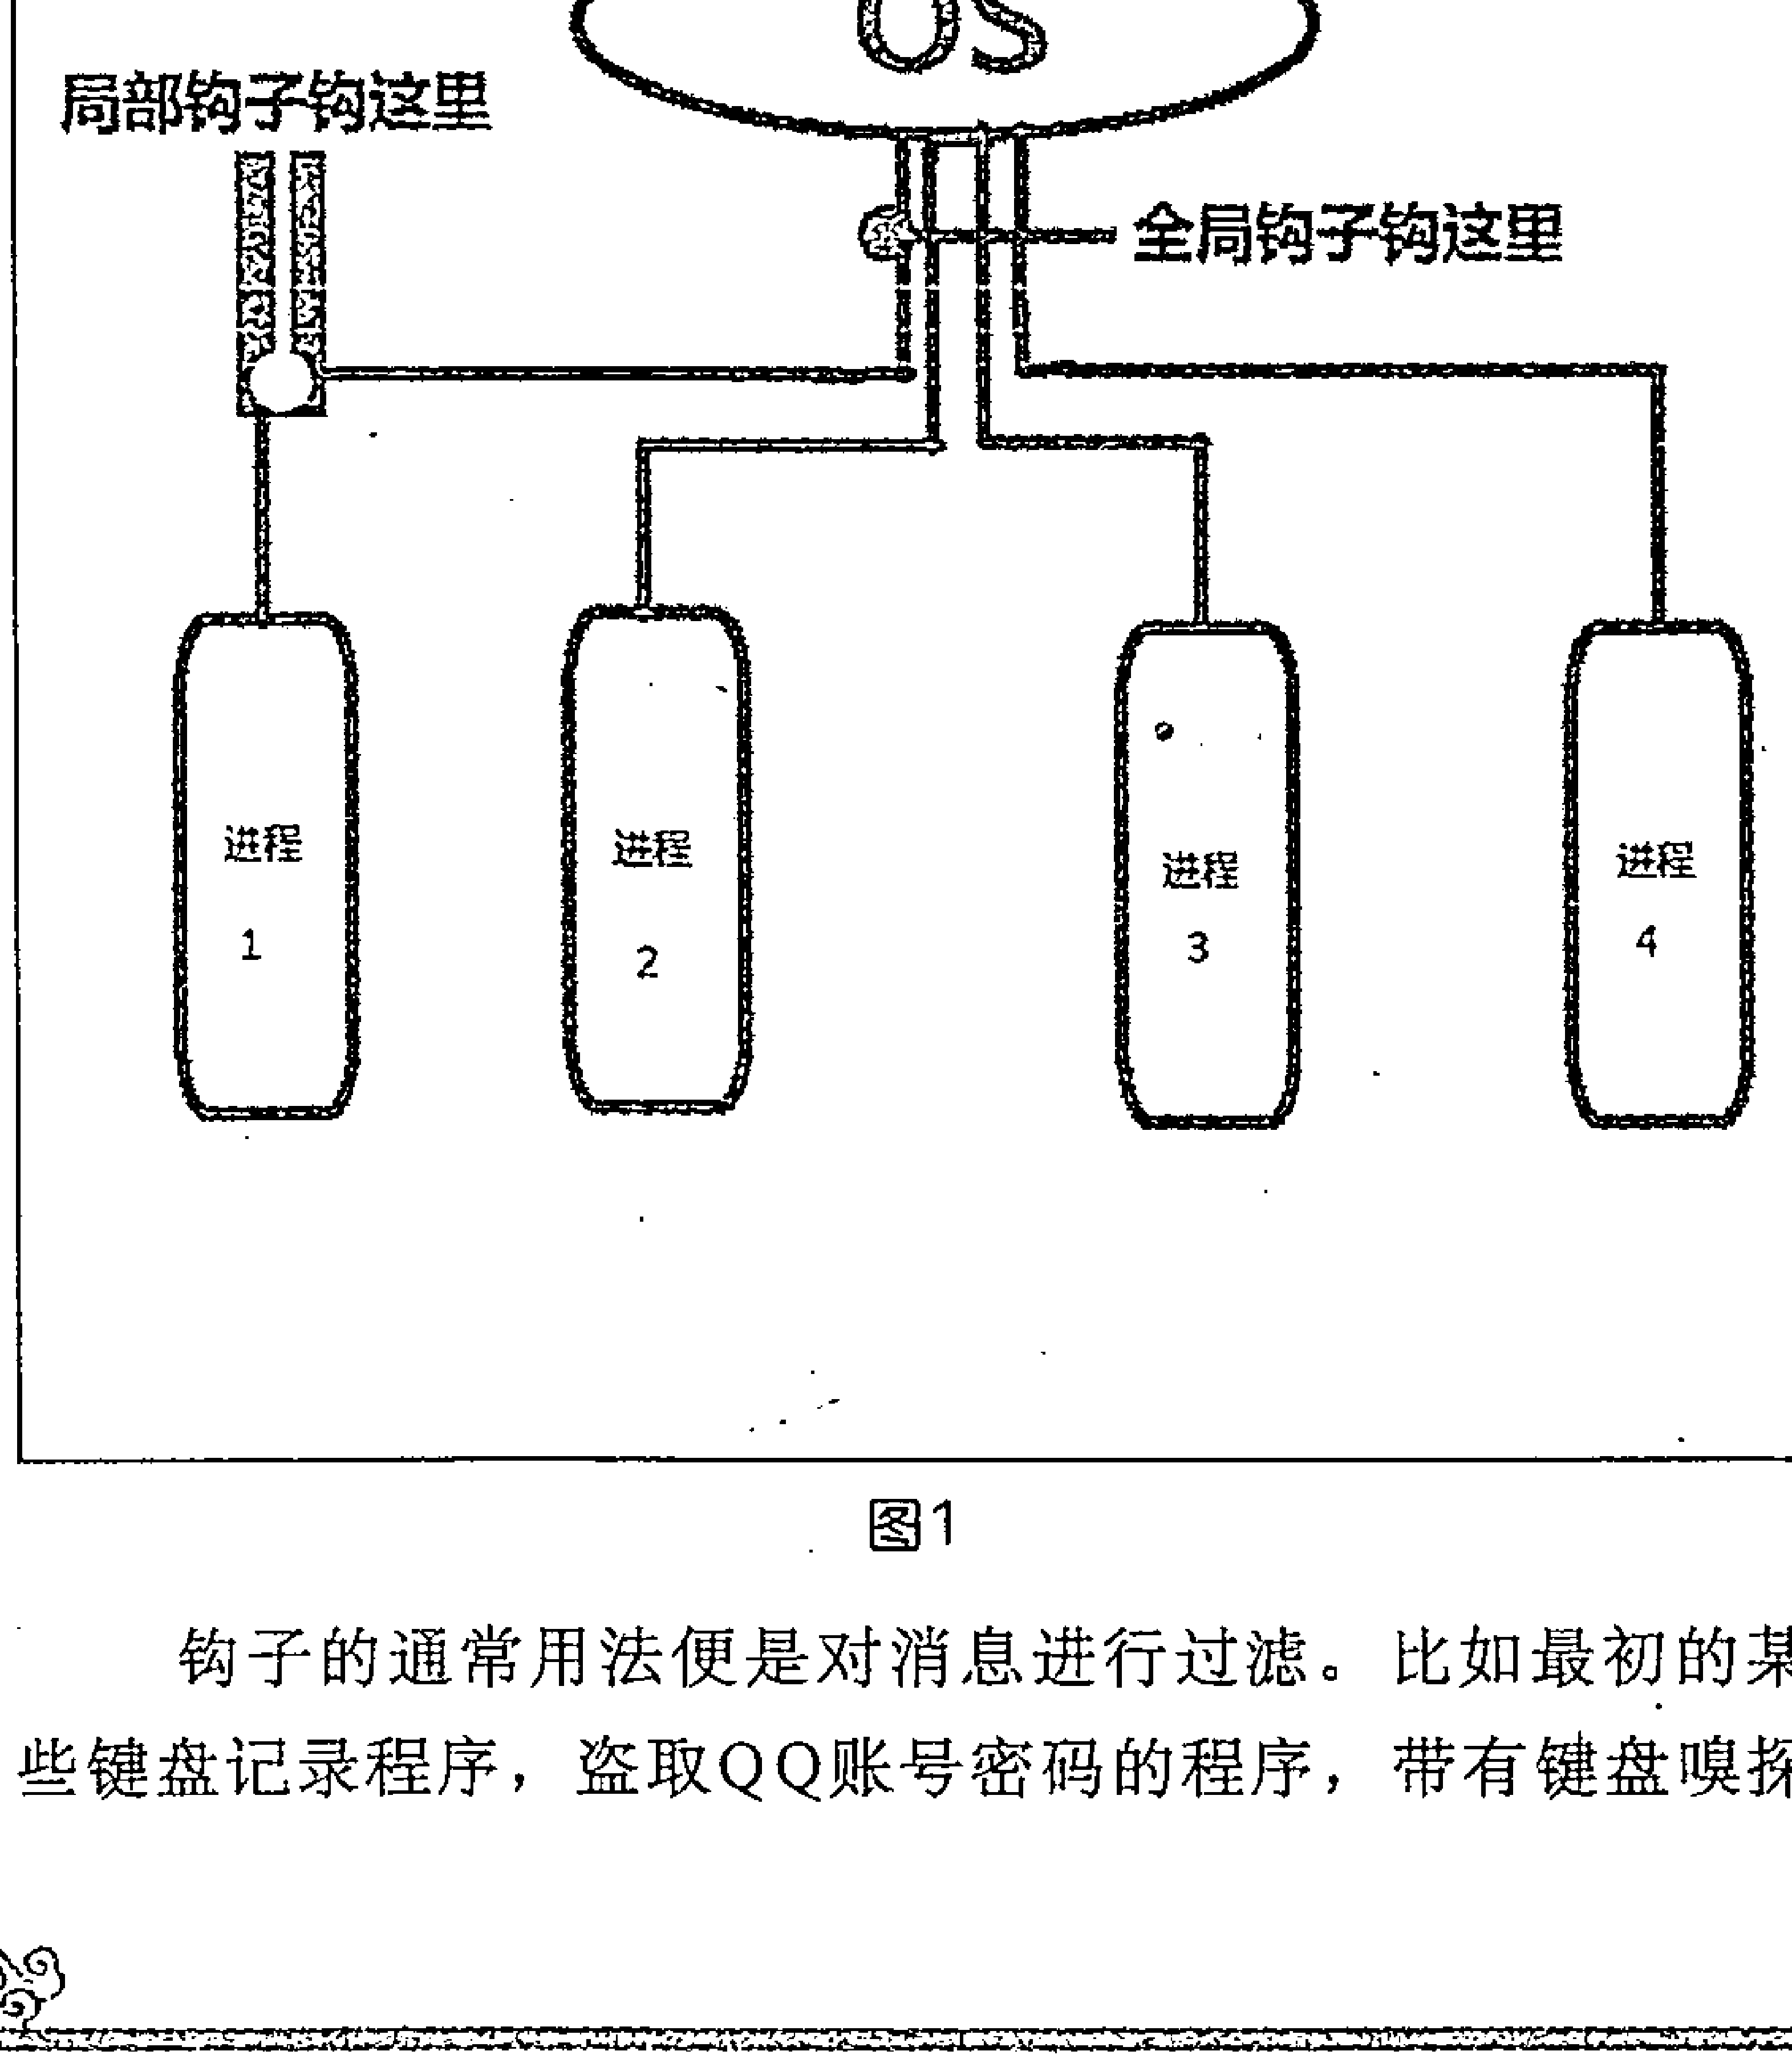 OS
局部钩子钩这里
全局钩子钩这里
进程
1
进程
2
进程
3
进程
4
图1
钩子的通常用法便是对消息进行过滤。比如最初的某
些键盘记录程序，盗取QQ账号密码的程序，带有键盘嗅探